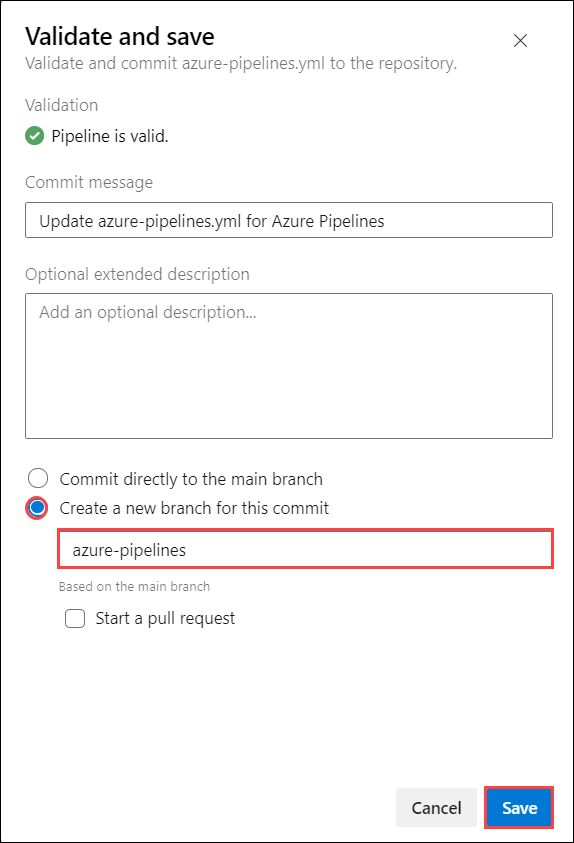 Validate and save
Validate and commit azure-pipelines.yml to the repository.
Validation
Pipeline is valid.
Commit message
Update azure-pipelines.yml for Azure Pipelines
Optional extended description
Add an optional description...
Commit directly to the main branch
Create a new branch for this commit
azure-pipelines
Based on the main branch
Start a pull request
Cancel Save